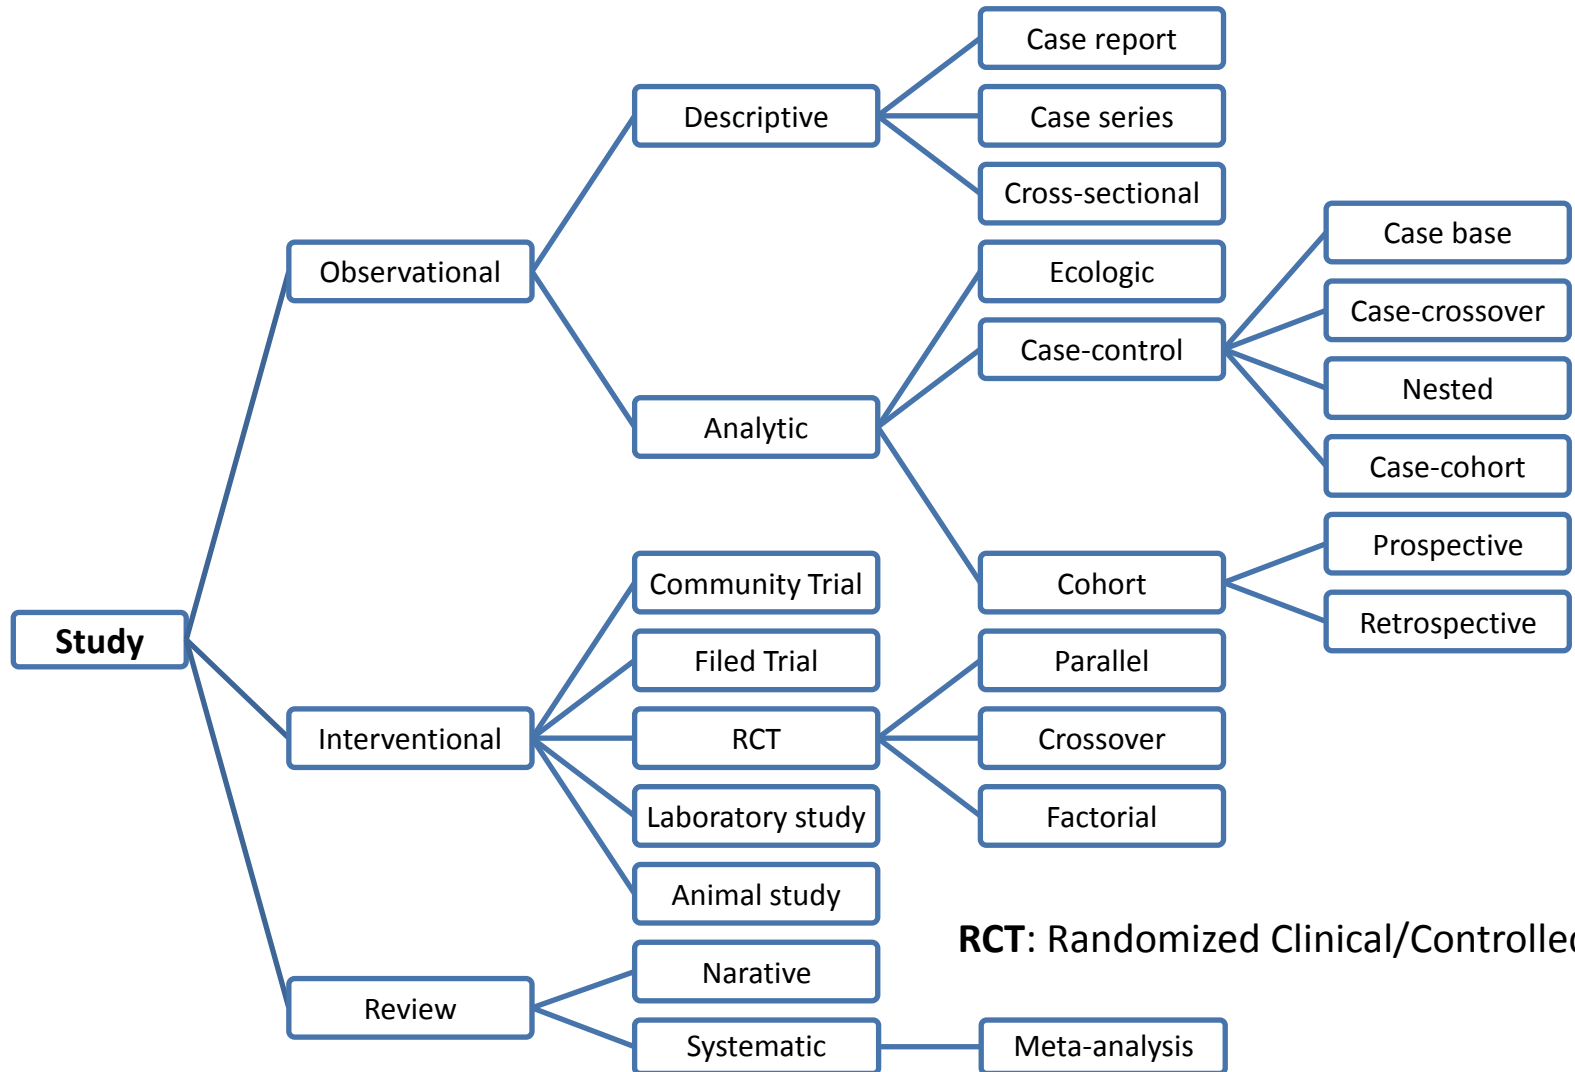 Case report
Descriptive
Case series
Cross-sectional
Case base
Observational
Ecologic
Case-crossover
Case-control
Nested
Analytic
Case-cohort
Prospective
Community Trial
Cohort
Retrospective
Study
Filed Trial
Parallel
Interventional
RCT
Crossover
Laboratory study
Factorial
Animal study
RCT: Randomized Clinical/Controlled
Narative
Review
Systematic
Meta-analysis